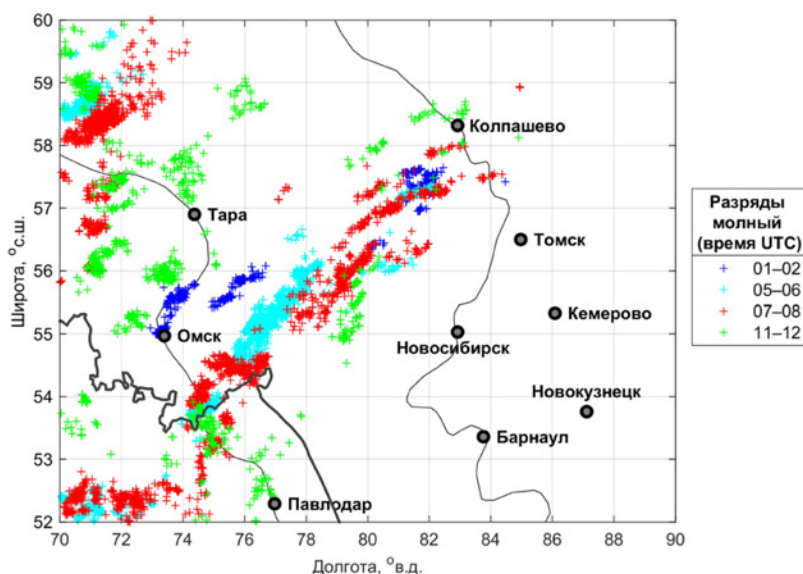 60
59
58
57
56
55
54
53
52
Широта, °с.ш.
70
72
74
76
78
80
82
84
86
88
90
Долгота, °в.д.
Колпашево
Тара
Томск
Кемерово
Омск
Новосибирск
Новокузнецк
Барнаул
Павлодар
Разряды
молный
(время UTC)
01–02
05–06
07–08
11–12